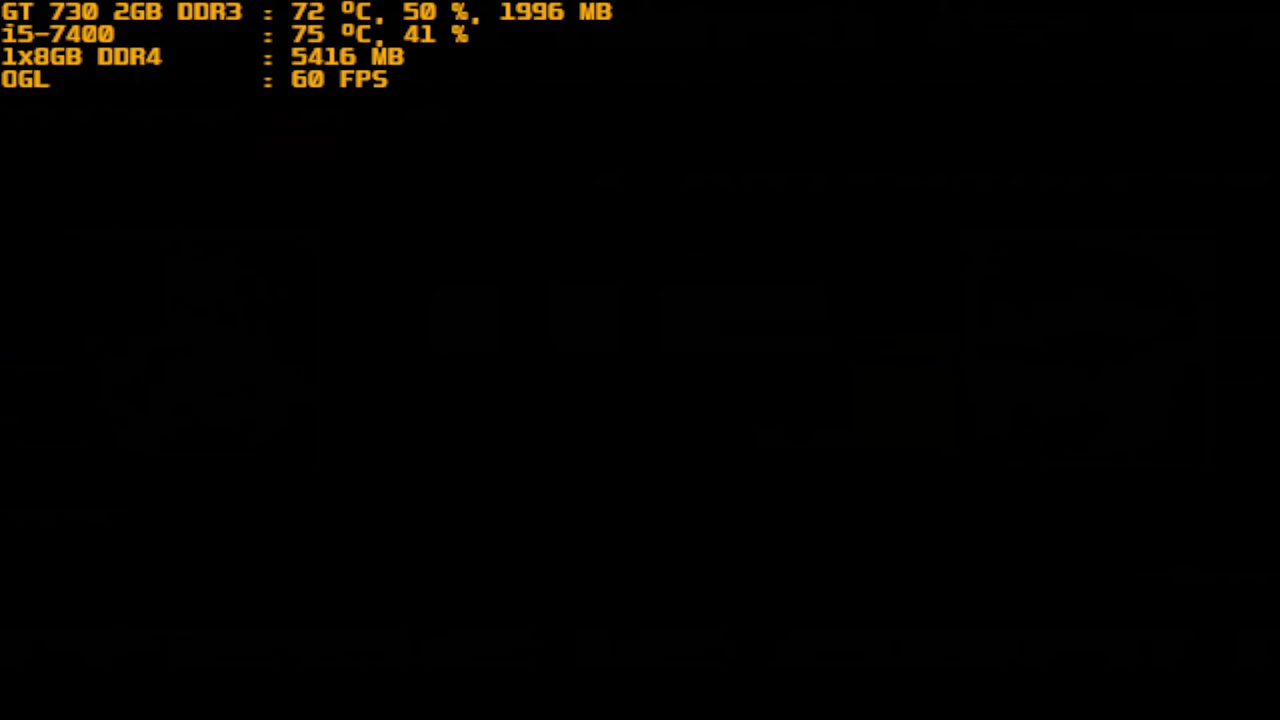 GT 730 2GB DDR3 : 72 ºC, 50 %, 1996 MB
i5-7400 : 75 ºC, 41 %
1x8GB DDR4 : 5416 MB
OGL : 60 FPS